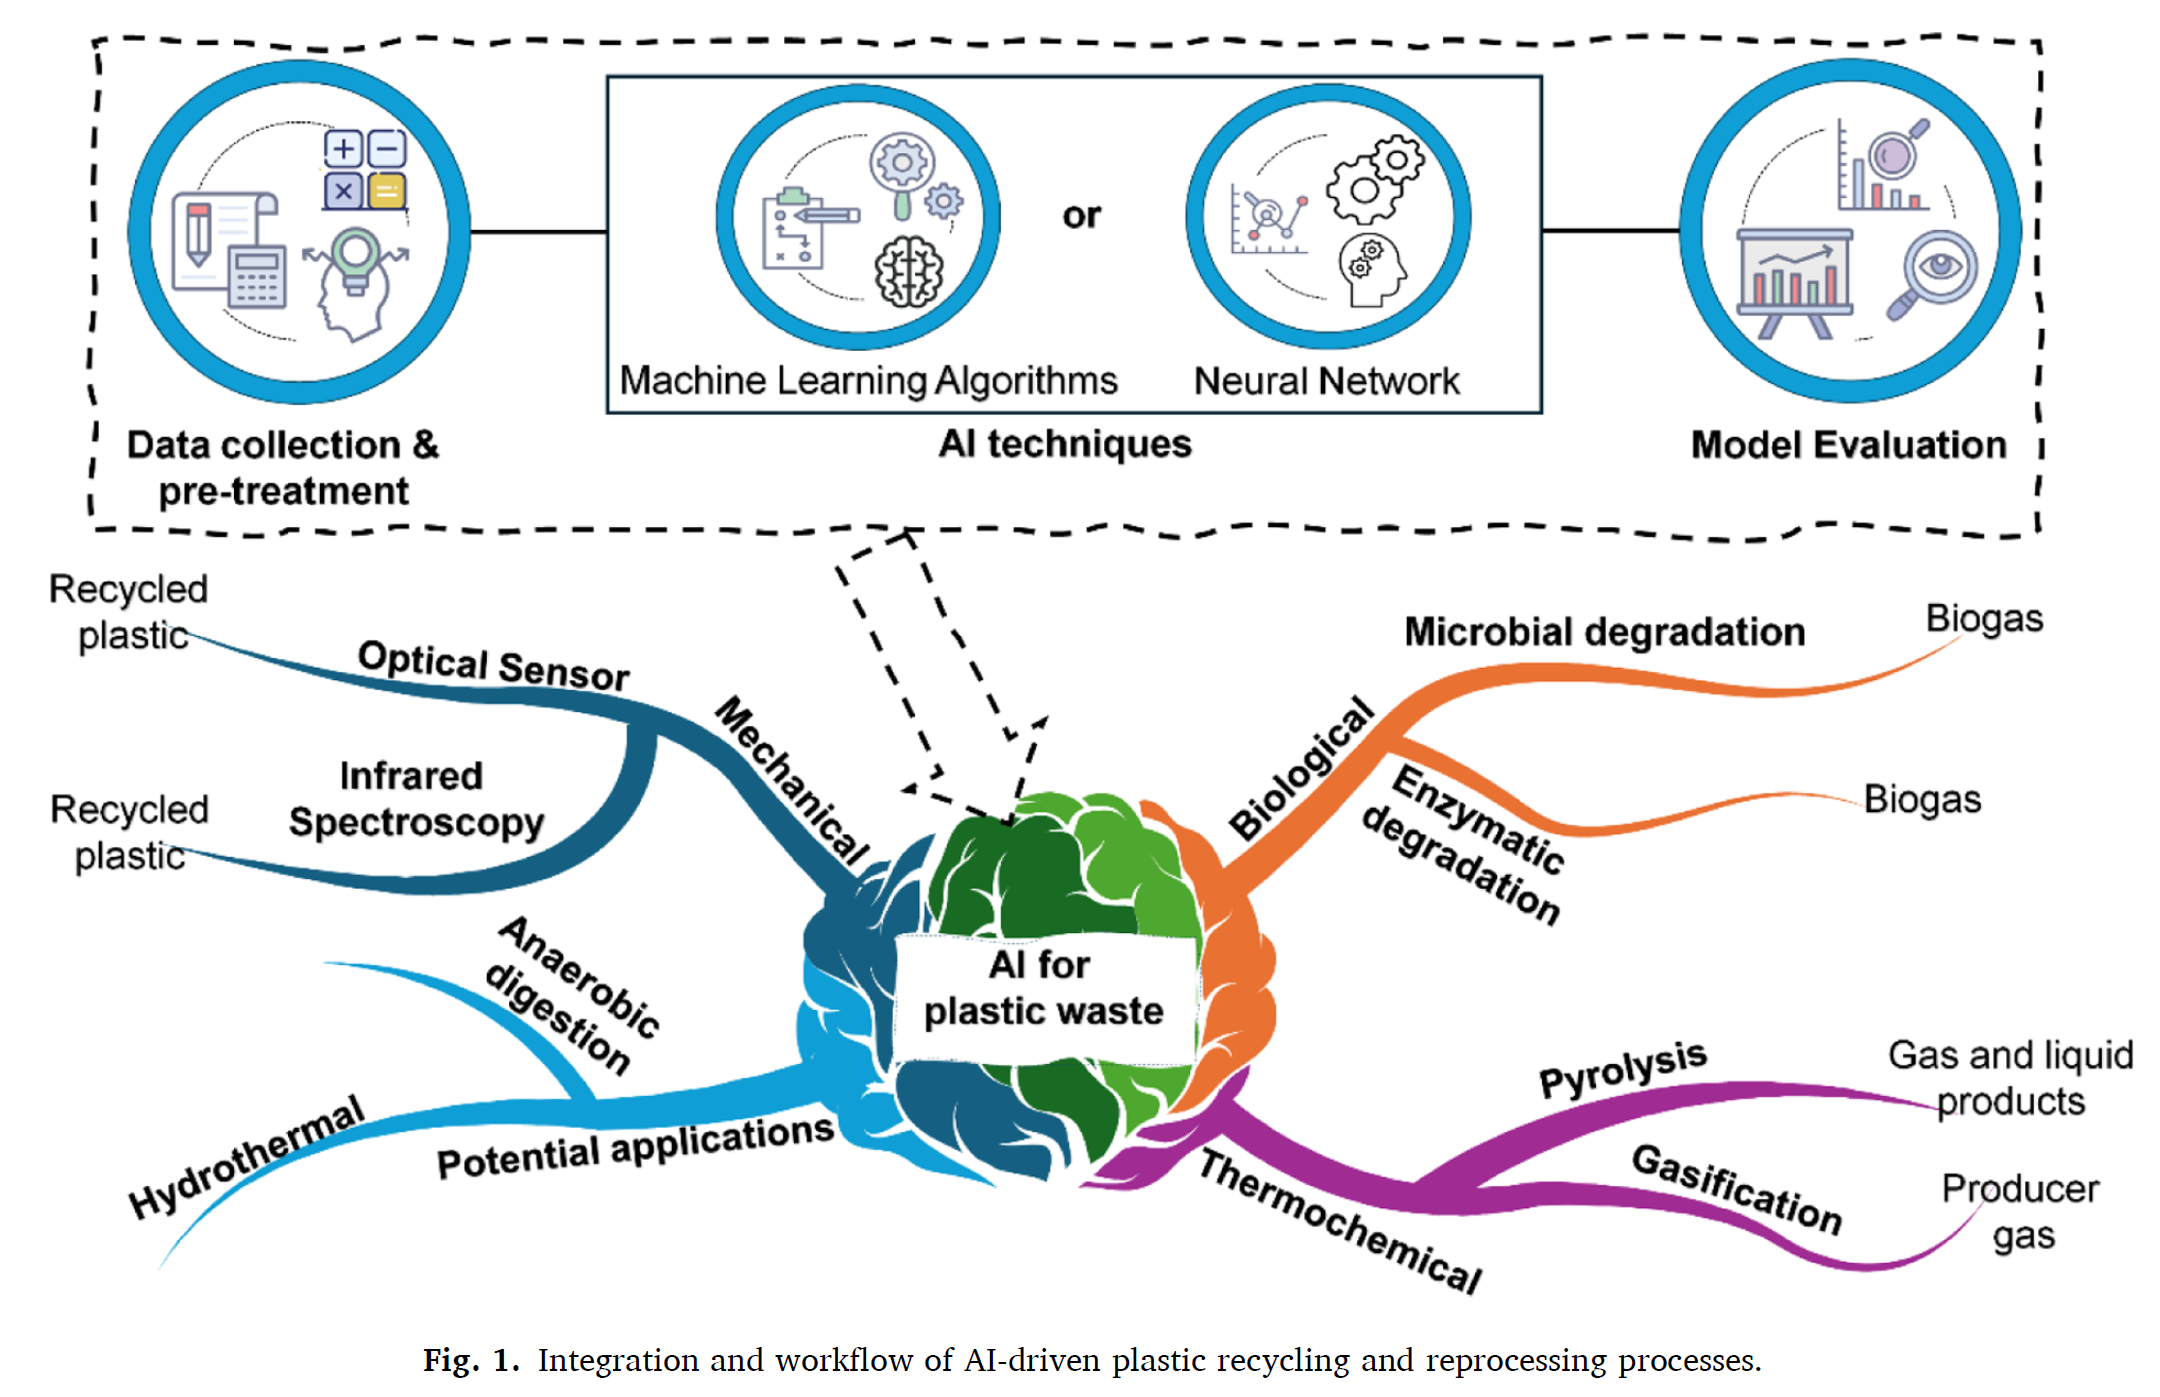 or
Machine Learning Algorithms
Neural Network
Data collection &
pre-treatment
AI techniques
Model Evaluation
Recycled
plastic
Optical Sensor
Mechanical
Infrared
Spectroscopy
Recycled
plastic
Biological
Microbial degradation
Biogas
Enzymatic
degradation
Biogas
AI for
plastic waste
Anaerobic
digestion
Hydrothermal
Potential applications
Pyrolysis
Gas and liquid
products
Gasification
Producer
gas
Thermochemical
Fig. 1. Integration and workflow of AI-driven plastic recycling and reprocessing processes.